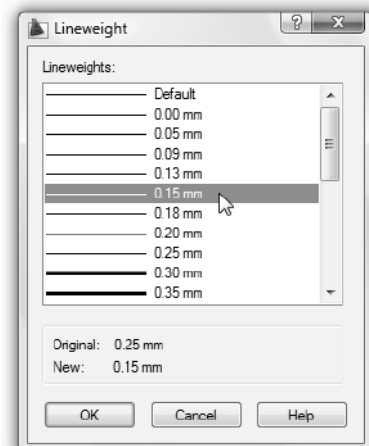 Lineweight
Lineweights:
Default
0.00 mm
0.05 mm
0.09 mm
0.13 mm
0.15 mm
0.18 mm
0.20 mm
0.25 mm
0.30 mm
0.35 mm
Original: 0.25 mm
New: 0.15 mm
OK Cancel Help